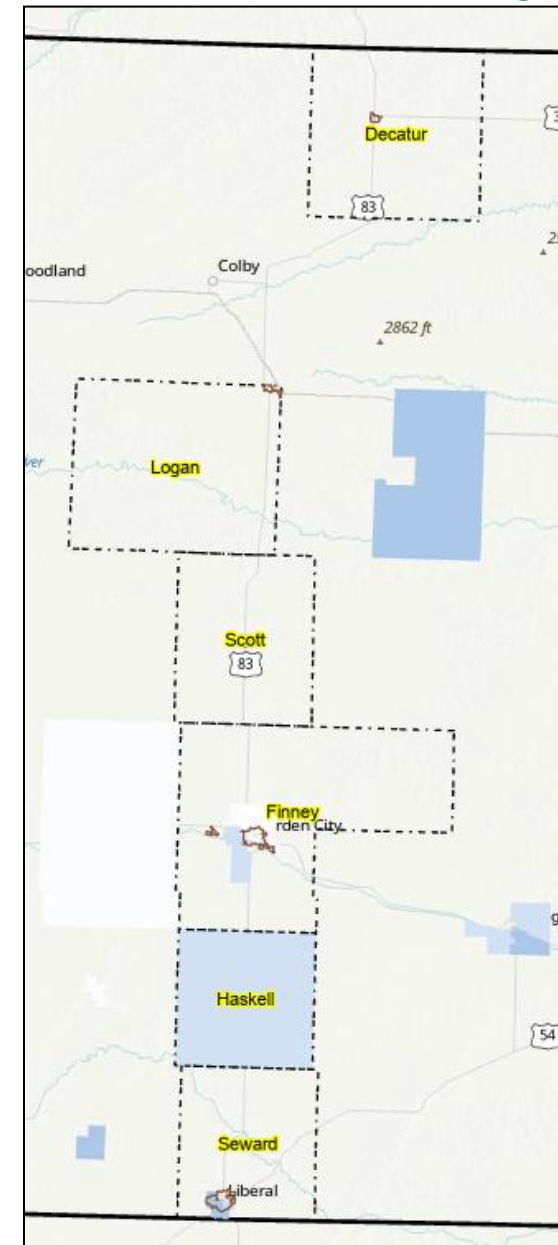 Decatur
83
oodland
Colby
2862 ft
Logan
Scott
83
Finney
rden City
Haskell
54
Seward
Liberal